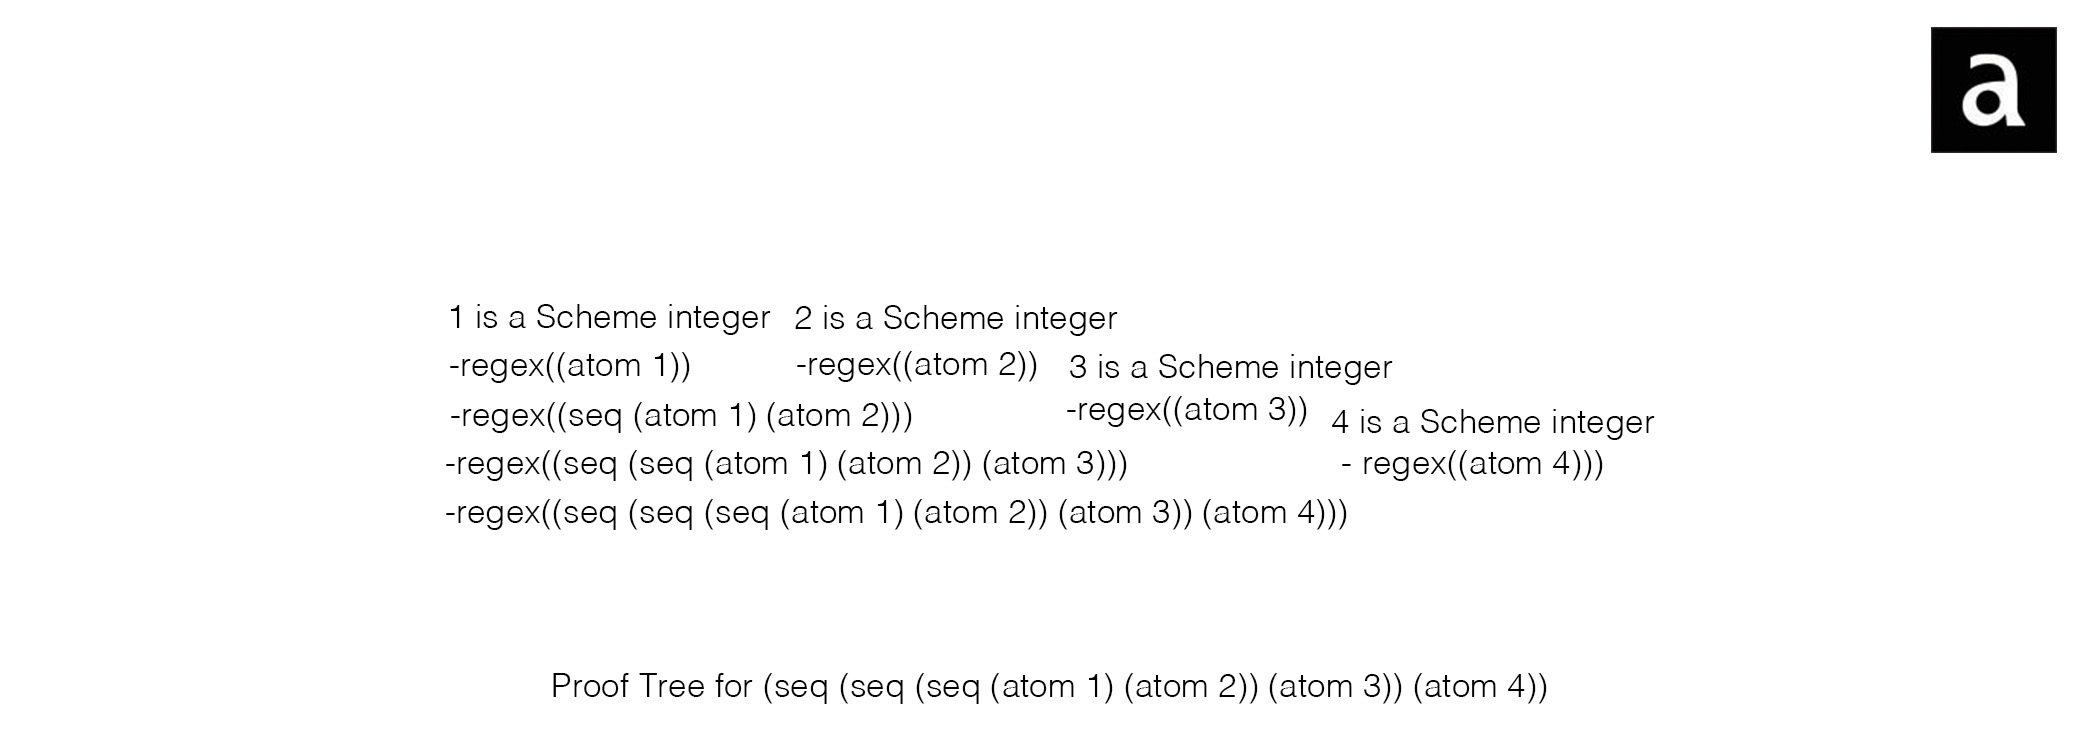 a
1 is a Scheme integer 2 is a Scheme integer
-regex((atom 1)) -regex((atom 2)) 3 is a Scheme integer
-regex((seq (atom 1) (atom 2))) -regex((atom 3)) 4 is a Scheme integer
-regex((seq (seq (atom 1) (atom 2)) (atom 3))) - regex((atom 4)))
-regex((seq (seq (seq (atom 1) (atom 2)) (atom 3)) (atom 4)))
Proof Tree for (seq (seq (seq (atom 1) (atom 2)) (atom 3)) (atom 4))